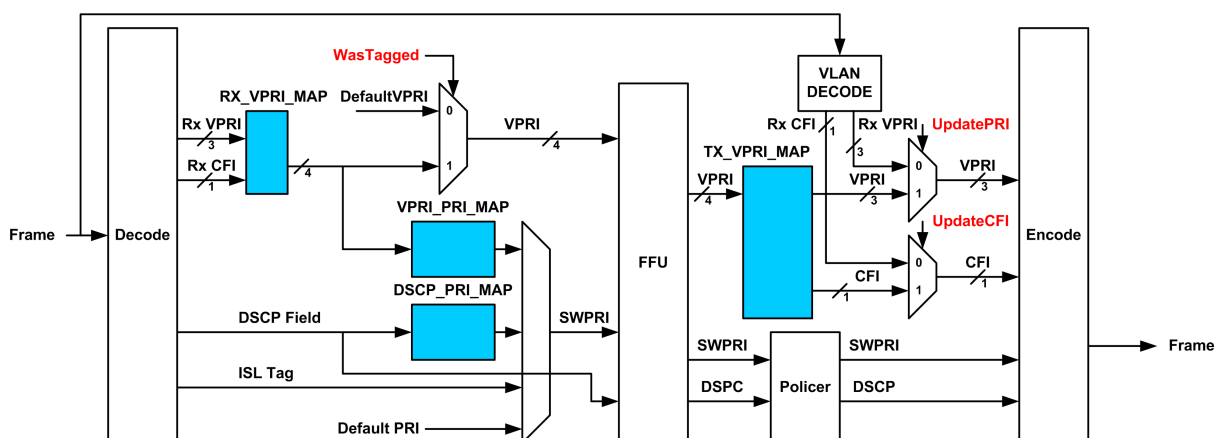 WasTagged
VLAN
DECODE
RX_VPRI_MAP
DefaultVPRI
0
1
Rx VPRI
3
Rx CFI
1
4
VPRI
4
Rx CFI
1
Rx VPRI
3
UpdatePRI
TX_VPRI_MAP
VPRI
4
VPRI
3
0
1
VPRI
3
VPRI_PRI_MAP
UpdateCFI
Frame
Decode
FFU
Encode
CFI
1
0
1
CFI
1
DSCP_PRI_MAP
DSCP Field
SWPRI
SWPRI
SWPRI
Frame
ISL Tag
DSPC
Policer
DSCP
Default PRI